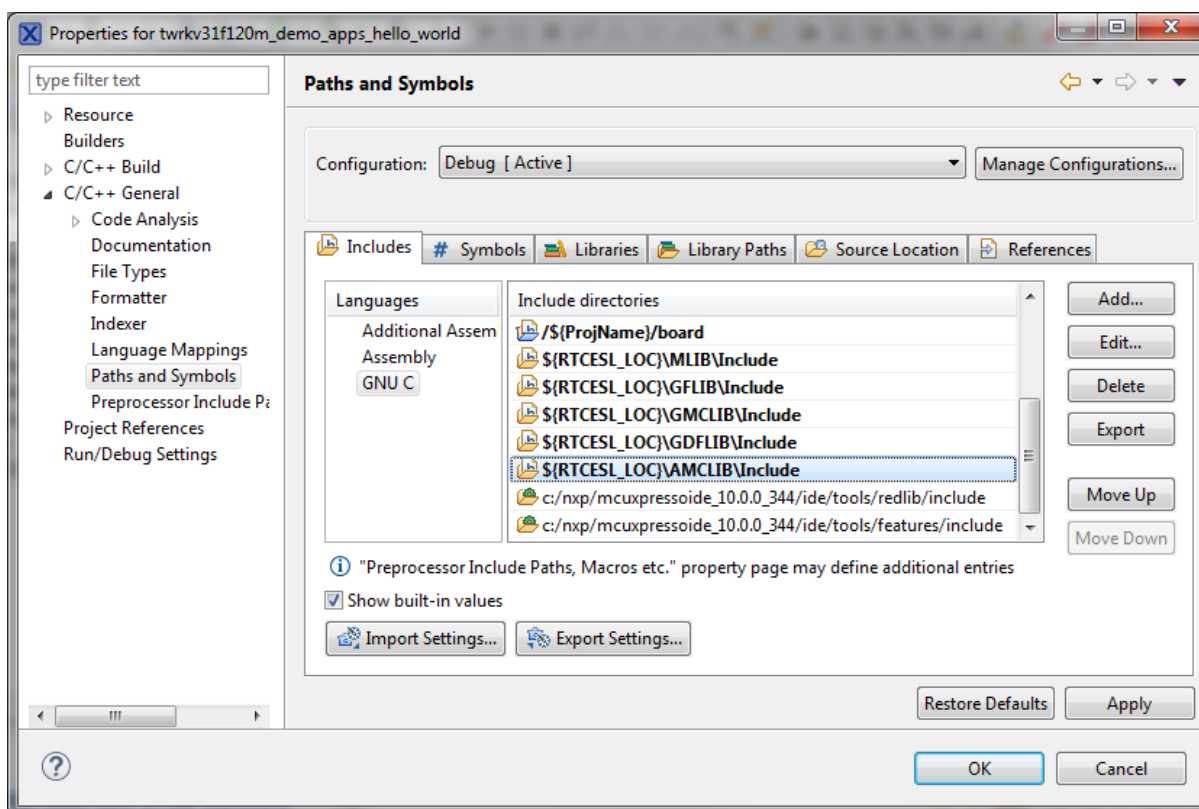 Properties for twrkv31f120m_demo_apps_hello_world
type filter text
Resource
Builders
C/C++ Build
C/C++ General
Code Analysis
Documentation
File Types
Formatter
Indexer
Language Mappings
Paths and Symbols
Preprocessor Include Pa
Project References
Run/Debug Settings
Paths and Symbols
Configuration: Debug [ Active ] Manage Configurations...
Includes # Symbols Libraries Library Paths Source Location References
Languages
Additional Assem
Assembly
GNU C
Include directories
/${ProjName}/board
${RTCESL_LOC}\MLIB\Include
${RTCESL_LOC}\GFLIB\Include
${RTCESL_LOC}\GMCLIB\Include
${RTCESL_LOC}\GDFLIB\Include
${RTCESL_LOC}\AMCLIB\Include
c:/nxp/mcuxpressoide_10.0.0_344/ide/tools/redlib/include
c:/nxp/mcuxpressoide_10.0.0_344/ide/tools/features/include
Add...
Edit...
Delete
Export
Move Up
Move Down
"Preprocessor Include Paths, Macros etc." property page may define additional entries
Show built-in values
Import Settings... Export Settings...
Restore Defaults Apply
? OK Cancel